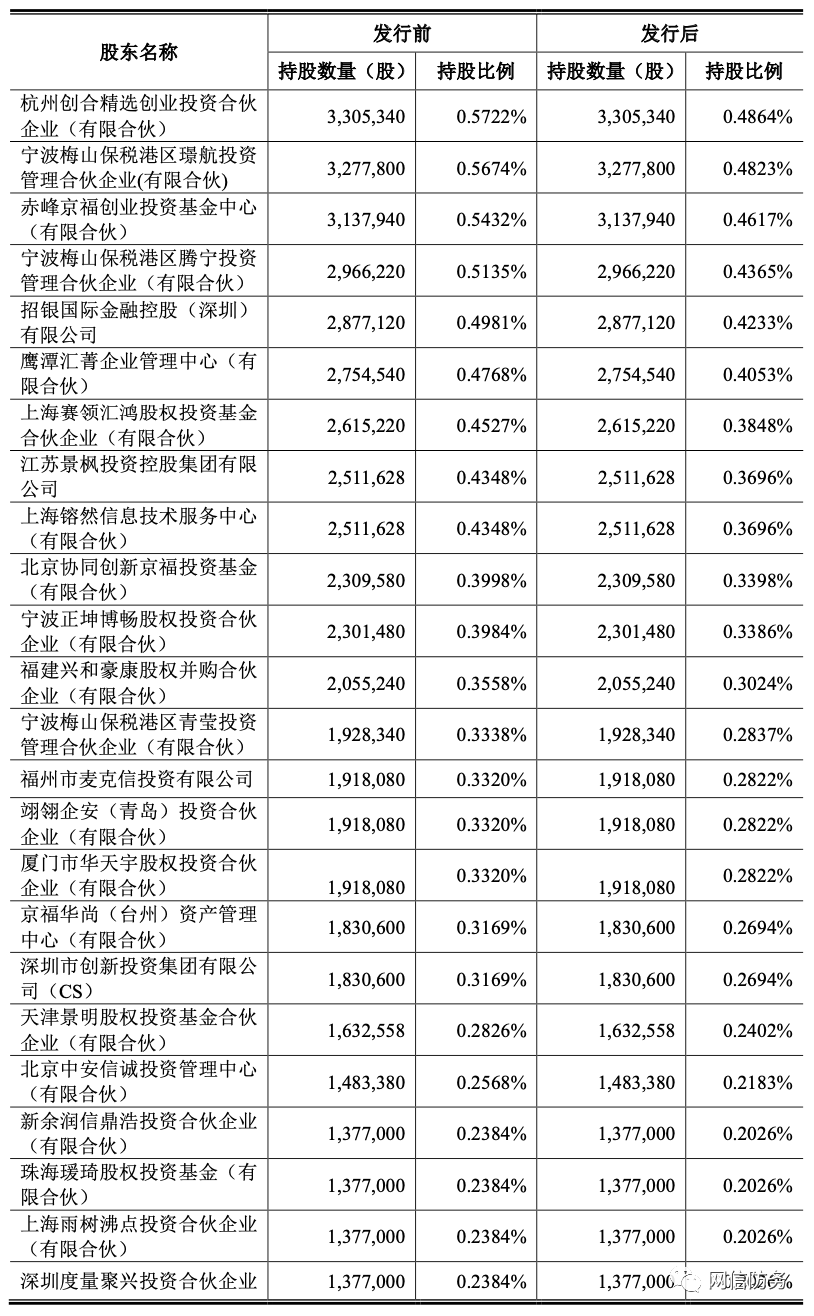 股东名称 发行前 发行后
持股数量（股） 持股比例 持股数量（股） 持股比例
杭州创合精选创业投资合伙
企业（有限合伙） 3,305,340 0.5722% 3,305,340 0.4864%
宁波梅山保税港区璟航投资
管理合伙企业(有限合伙) 3,277,800 0.5674% 3,277,800 0.4823%
赤峰京福创业投资基金中心
（有限合伙） 3,137,940 0.5432% 3,137,940 0.4617%
宁波梅山保税港区腾宁投资
管理合伙企业（有限合伙） 2,966,220 0.5135% 2,966,220 0.4365%
招银国际金融控股（深圳）
有限公司 2,877,120 0.4981% 2,877,120 0.4233%
鹰潭汇菁企业管理中心（有
限合伙） 2,754,540 0.4768% 2,754,540 0.4053%
上海赛领汇鸿股权投资基金
合伙企业（有限合伙） 2,615,220 0.4527% 2,615,220 0.3848%
江苏景枫投资控股集团有限
公司 2,511,628 0.4348% 2,511,628 0.3696%
上海镕然信息技术服务中心
（有限合伙） 2,511,628 0.4348% 2,511,628 0.3696%
北京协同创新京福投资基金
（有限合伙） 2,309,580 0.3998% 2,309,580 0.3398%
宁波正坤博畅股权投资合伙
企业（有限合伙） 2,301,480 0.3984% 2,301,480 0.3386%
福建兴和豪康股权并购合伙
企业（有限合伙） 2,055,240 0.3558% 2,055,240 0.3024%
宁波梅山保税港区青莹投资
管理合伙企业（有限合伙） 1,928,340 0.3338% 1,928,340 0.2837%
福州市麦克信投资有限公司 1,918,080 0.3320% 1,918,080 0.2822%
翊翎企安（青岛）投资合伙
企业（有限合伙） 1,918,080 0.3320% 1,918,080 0.2822%
厦门市华天宇股权投资合伙
企业（有限合伙） 1,918,080 0.3320% 1,918,080 0.2822%
京福华尚（台州）资产管理
中心（有限合伙） 1,830,600 0.3169% 1,830,600 0.2694%
深圳市创新投资集团有限公
司（CS） 1,830,600 0.3169% 1,830,600 0.2694%
天津景明股权投资基金合伙
企业（有限合伙） 1,632,558 0.2826% 1,632,558 0.2402%
北京中安信诚投资管理中心
（有限合伙） 1,483,380 0.2568% 1,483,380 0.2183%
新余润信鼎浩投资合伙企业
（有限合伙） 1,377,000 0.2384% 1,377,000 0.2026%
珠海瑗琦股权投资基金（有
限合伙） 1,377,000 0.2384% 1,377,000 0.2026%
上海雨树沸点投资合伙企业
（有限合伙） 1,377,000 0.2384% 1,377,000 0.2026%
深圳度量聚兴投资合伙企业 1,377,000 0.2384% 1,377,000 0.2026%
网信防务